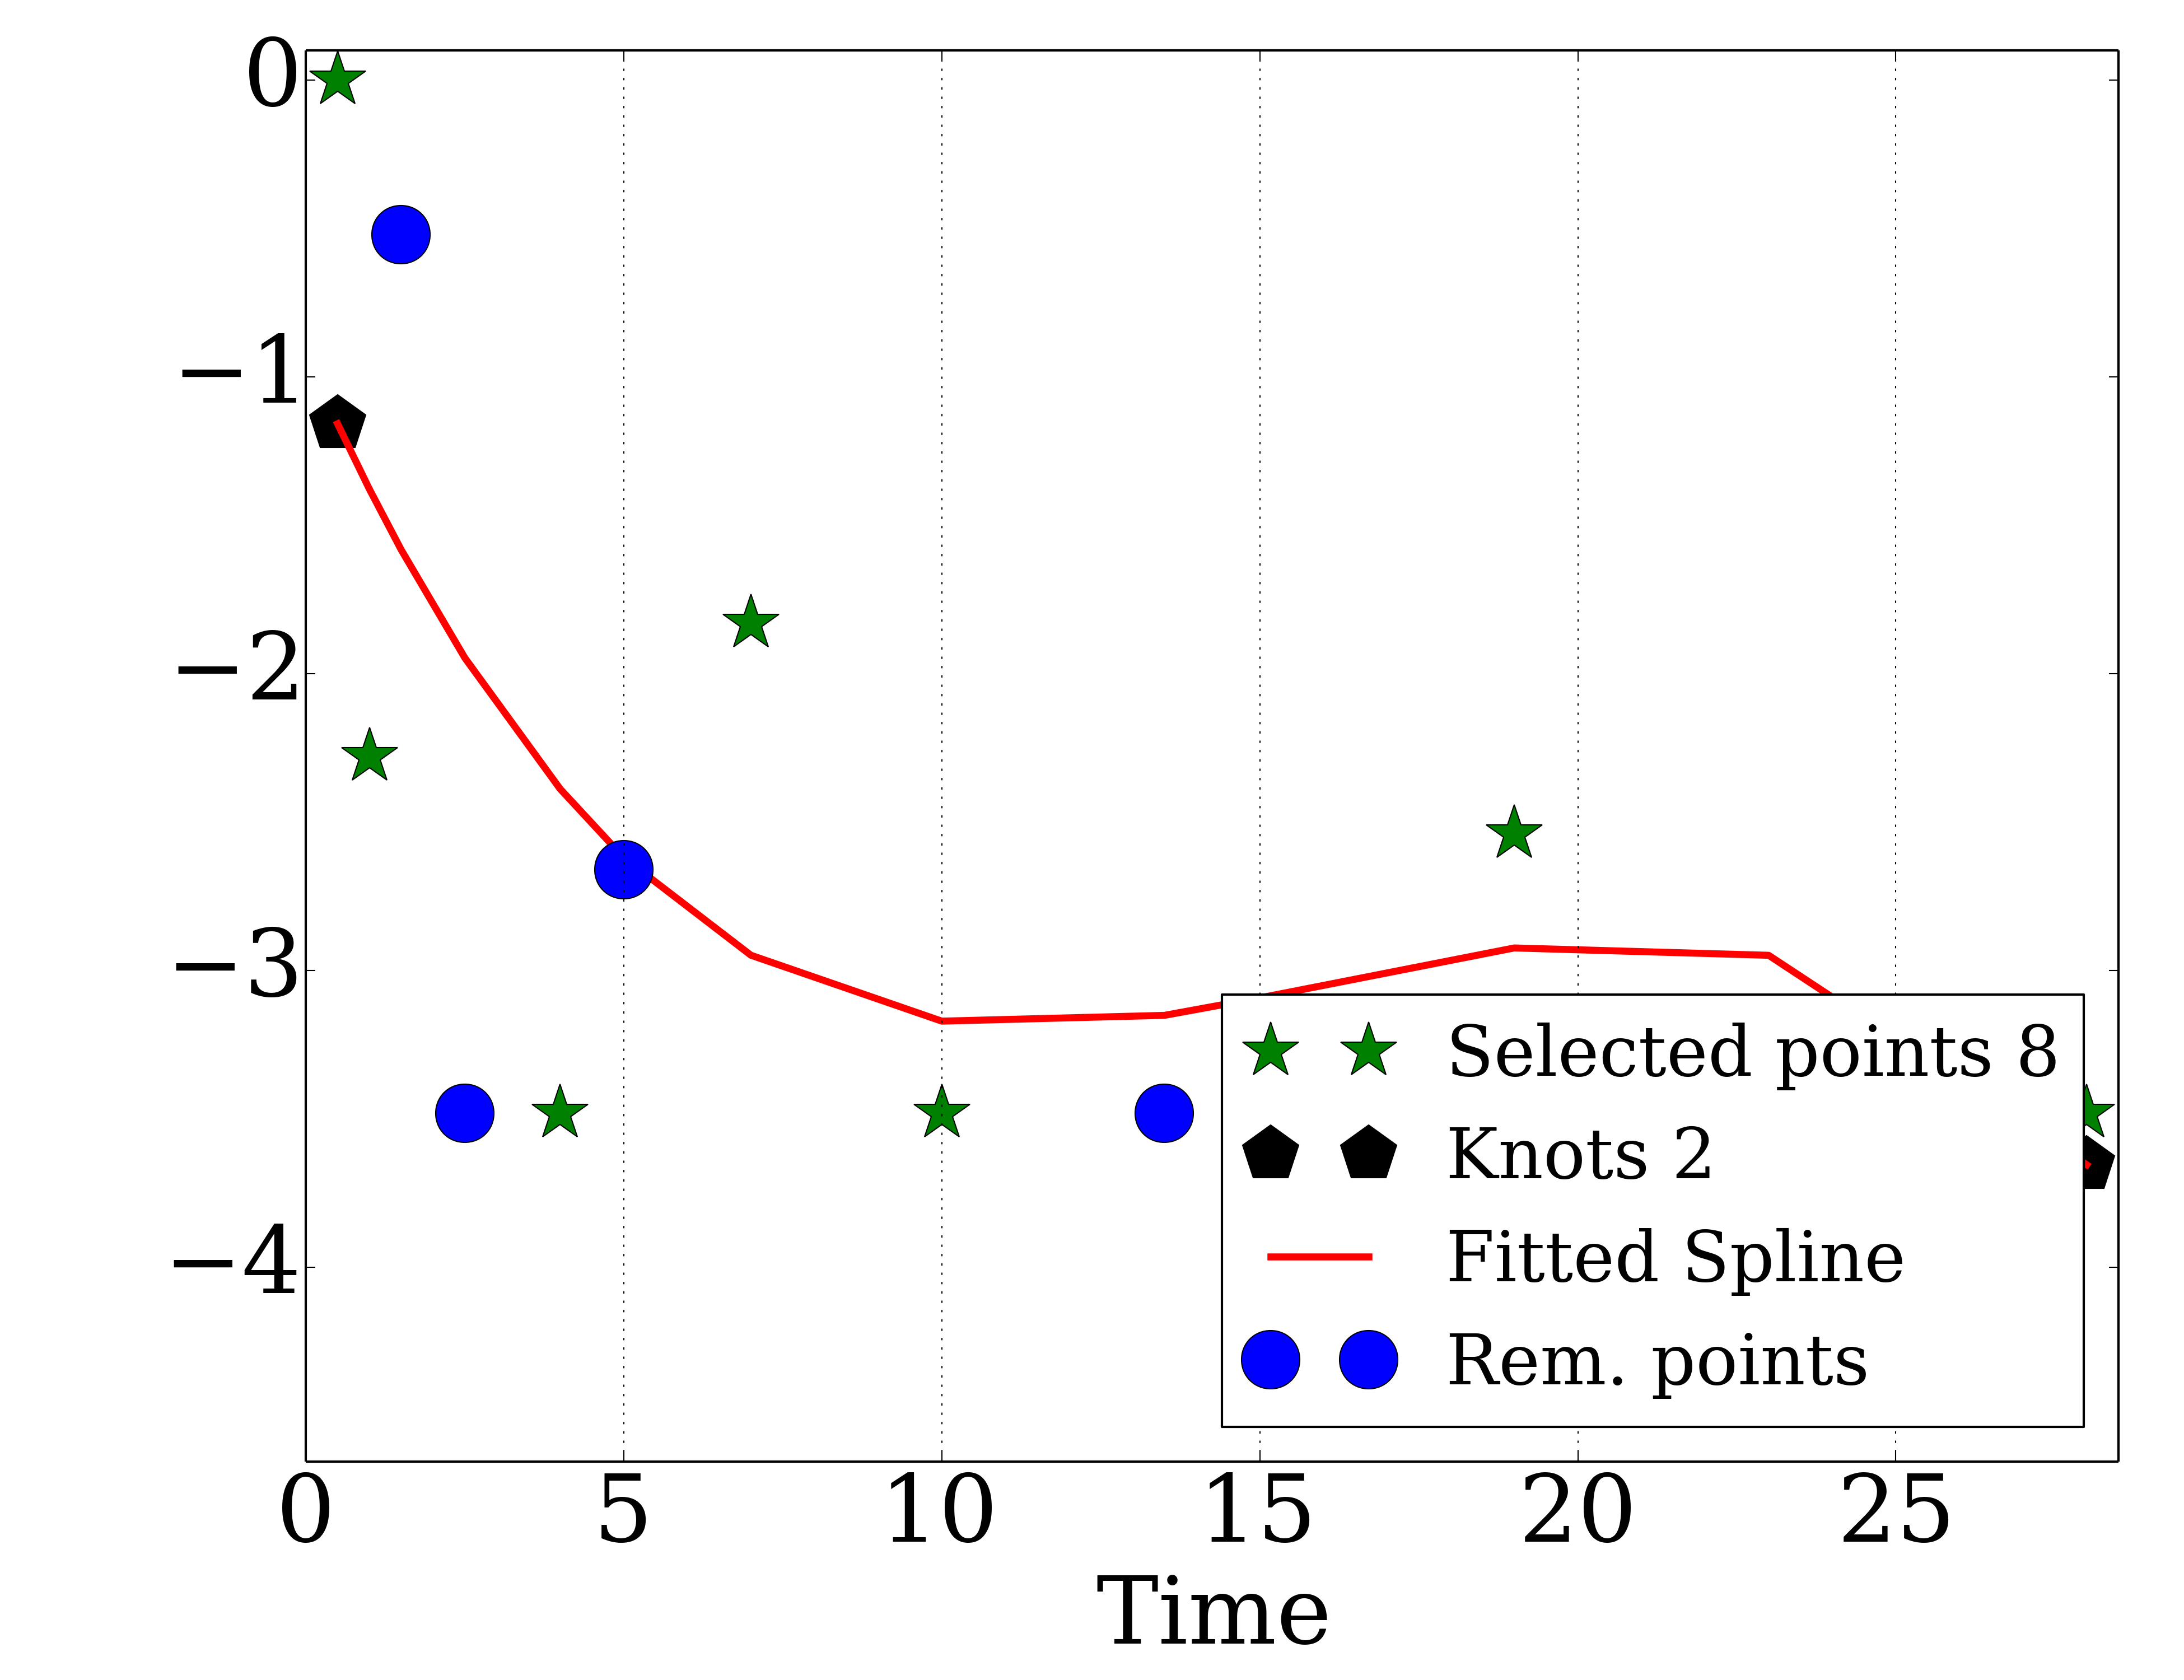 0
−1
−2
−3
−4
Selected points 8
Knots 2
Fitted Spline
Rem. points
0 5 10 15 20 25
Time